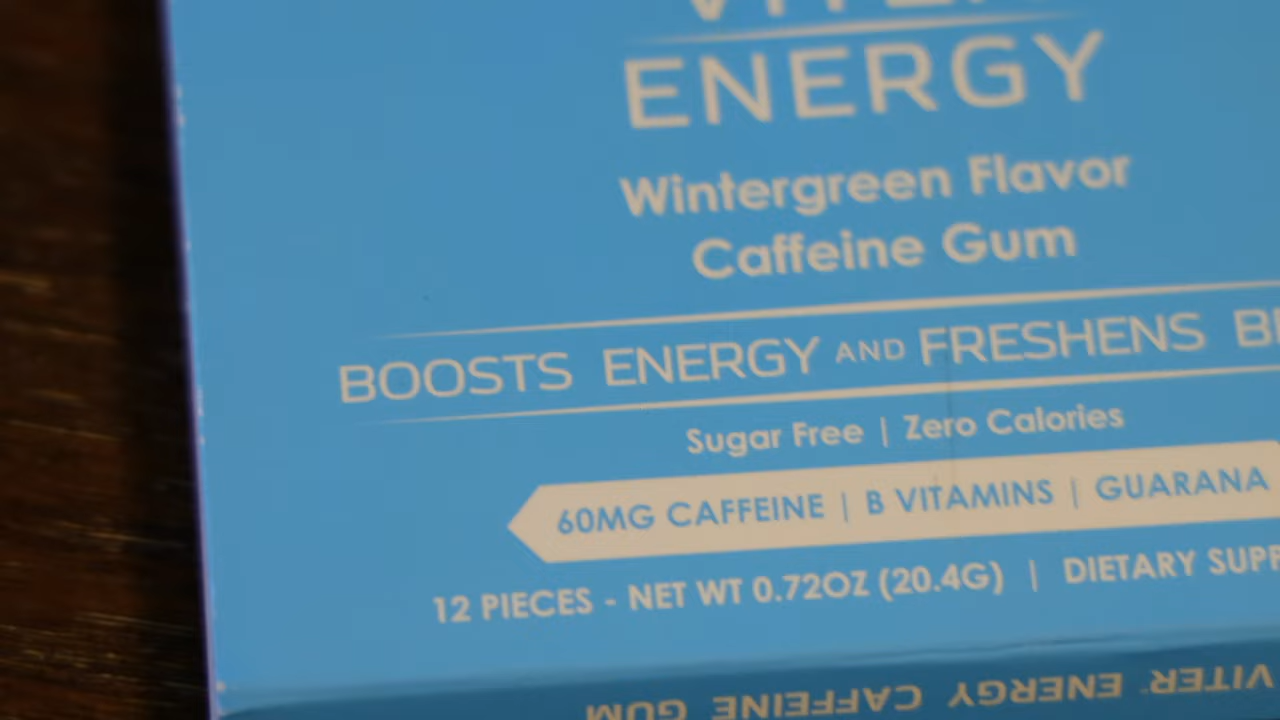 VITER
ENERGY
Wintergreen Flavor
Caffeine Gum
BOOSTS ENERGY AND FRESHENS
Sugar Free | Zero Calories
60MG CAFFEINE | B VITAMINS | GUARANA
12 PIECES - NET WT 0.72OZ (20.4G) | DIETARY
VITER® ENERGY CAFFEINE GUM